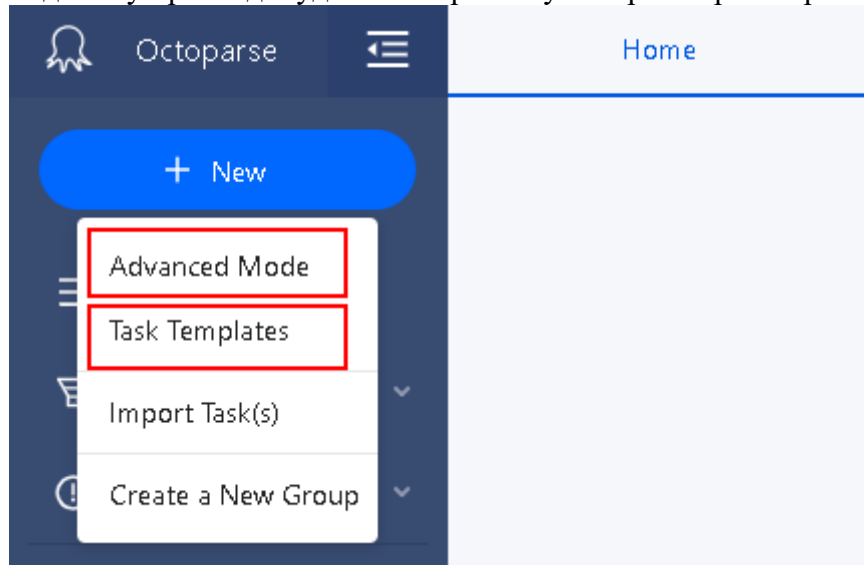 Octoparse
Home
+ New
Advanced Mode
Task Templates
Import Task(s)
Create a New Group